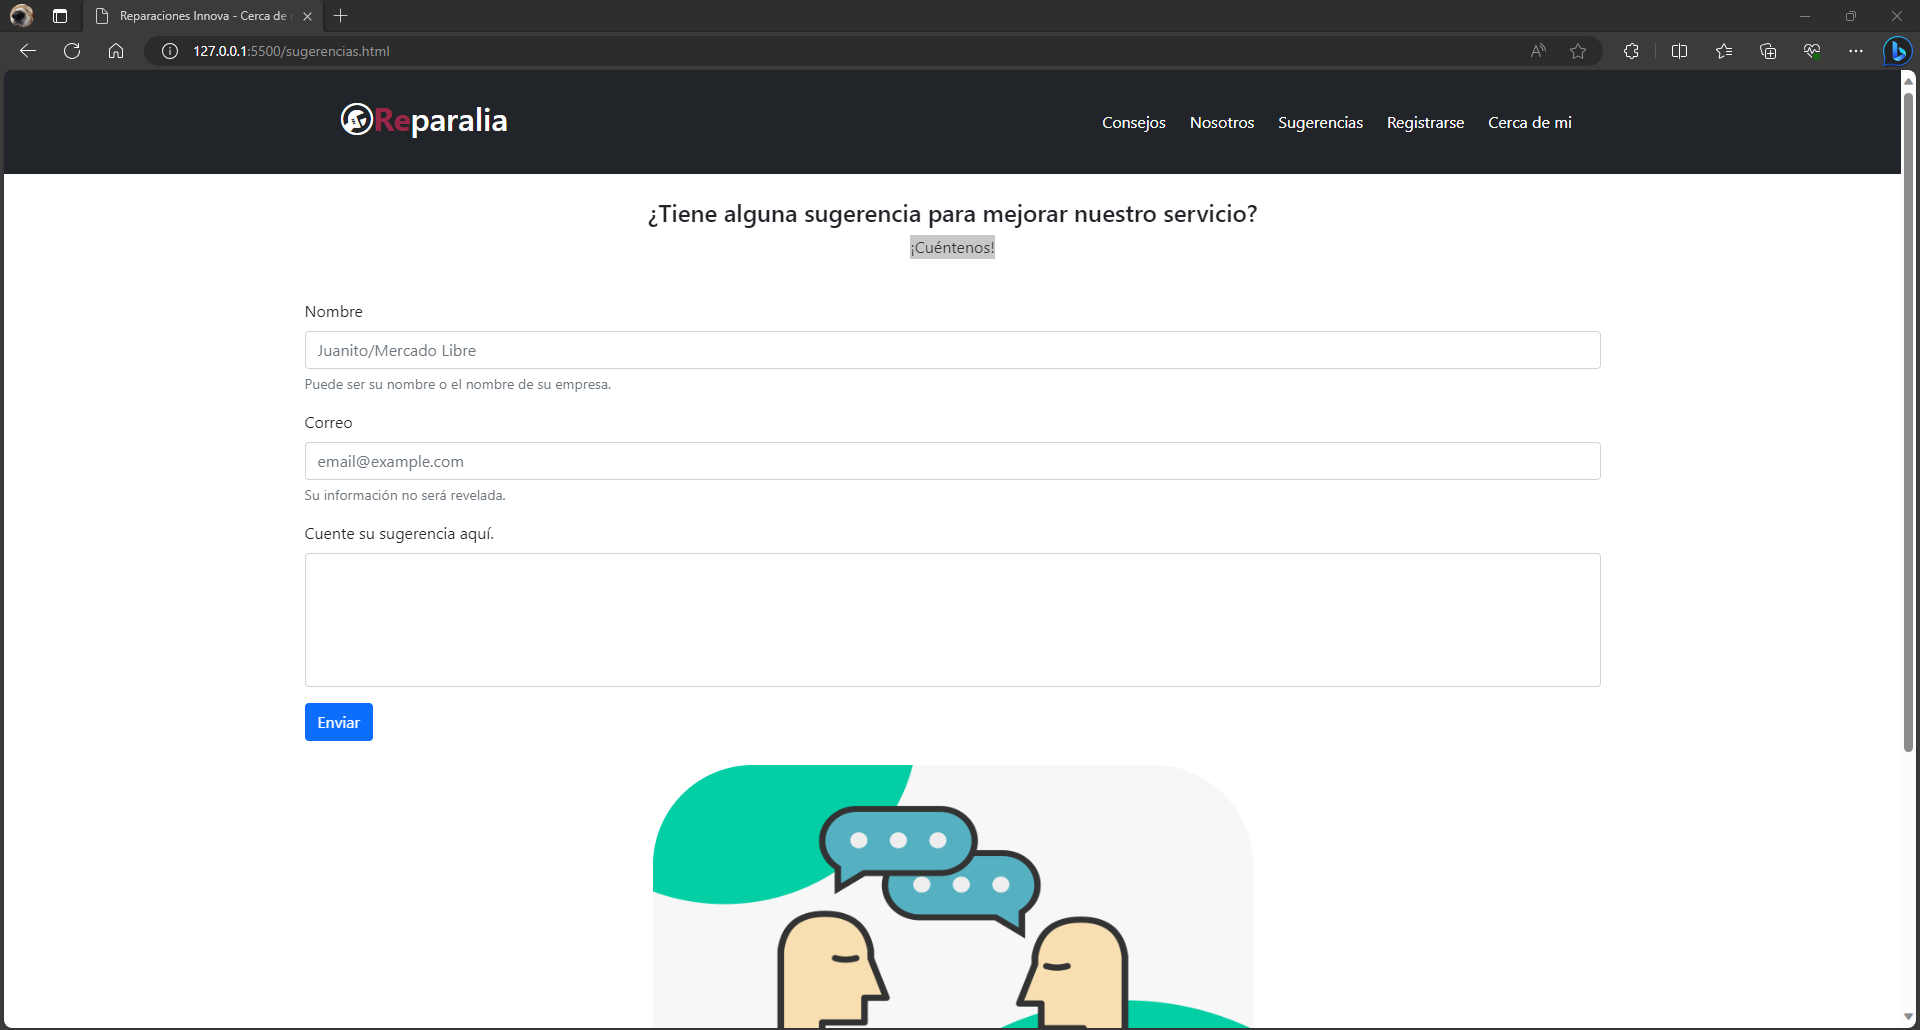 Reparaciones Innova - Cerca de
127.0.0.1:5500/sugerencias.html
Reparalia
Consejos Nosotros Sugerencias Registrarse Cerca de mi
¿Tiene alguna sugerencia para mejorar nuestro servicio?
¡Cuéntenos!
Nombre
Juanito/Mercado Libre
Puede ser su nombre o el nombre de su empresa.
Correo
email@example.com
Su información no será revelada.
Cuente su sugerencia aquí.
Enviar